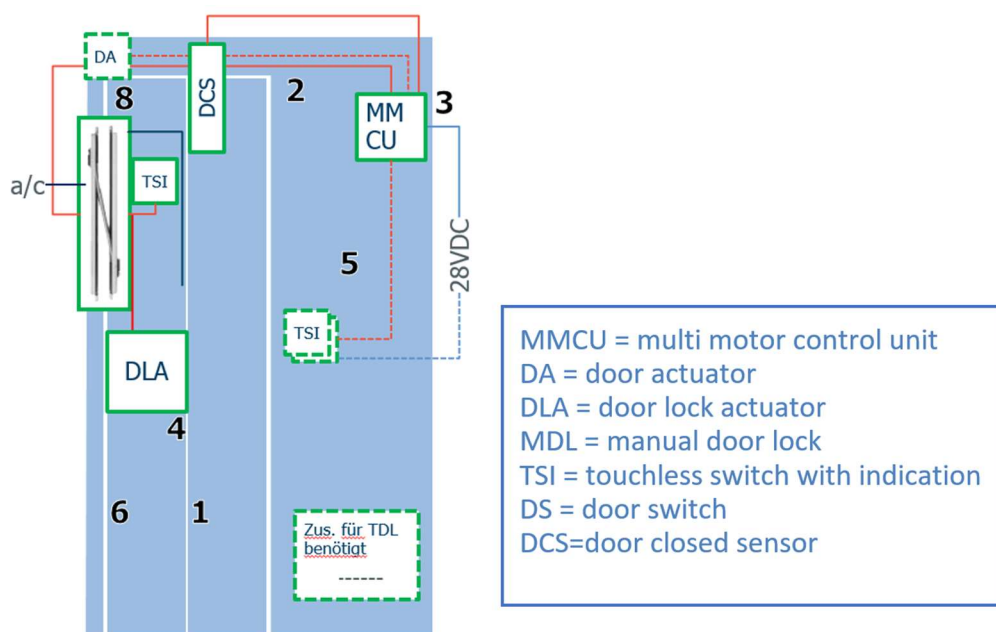 DA
DCS
2
8
MM
CU
3
a/c
TSI
5
28VDC
TSI
DLA
4
6
1
Zus. für TDL
benötigt
MMCU = multi motor control unit
DA = door actuator
DLA = door lock actuator
MDL = manual door lock
TSI = touchless switch with indication
DS = door switch
DCS=door closed sensor